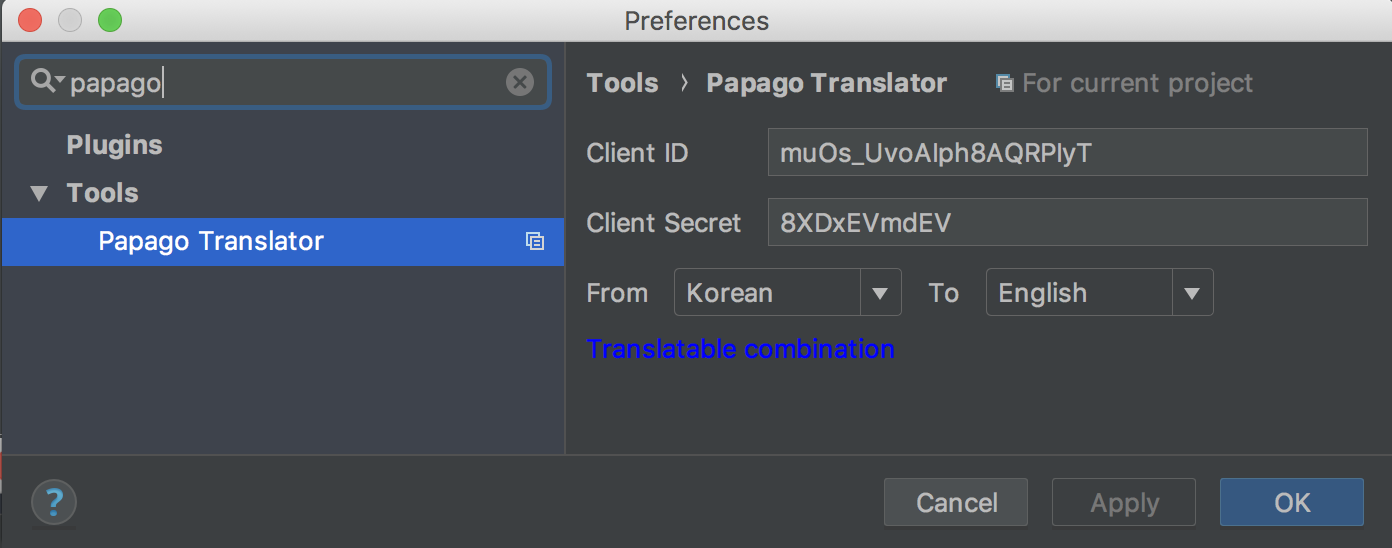 Preferences
papago
Plugins
Tools
Papago Translator
Tools › Papago Translator For current project
Client ID muOs_UvoAlph8AQRPlyT
Client Secret 8XDxEVmdEV
From Korean To English
Translatable combination
? Cancel Apply OK